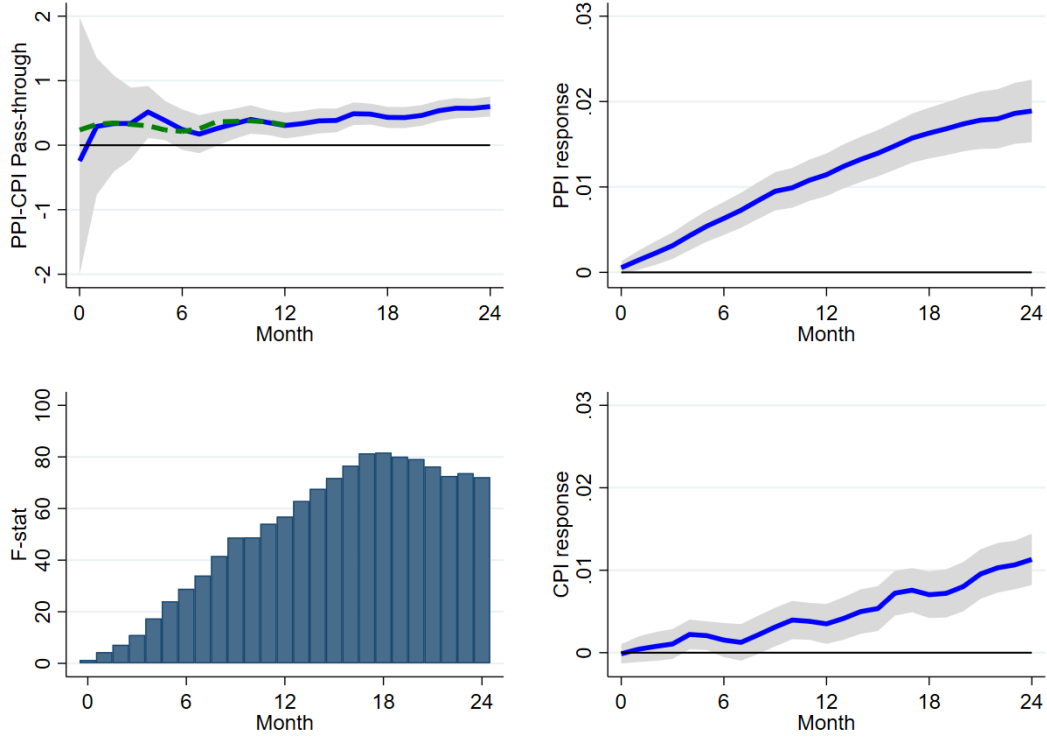 PPI-CPI Pass-through
2
1
0
-1
-2
0 6 12 18 24
Month
PPI response
.03
.02
.01
0
0 6 12 18 24
Month
F-stat
100
80
60
40
20
0
0 6 12 18 24
Month
CPI response
.03
.02
.01
0
0 6 12 18 24
Month